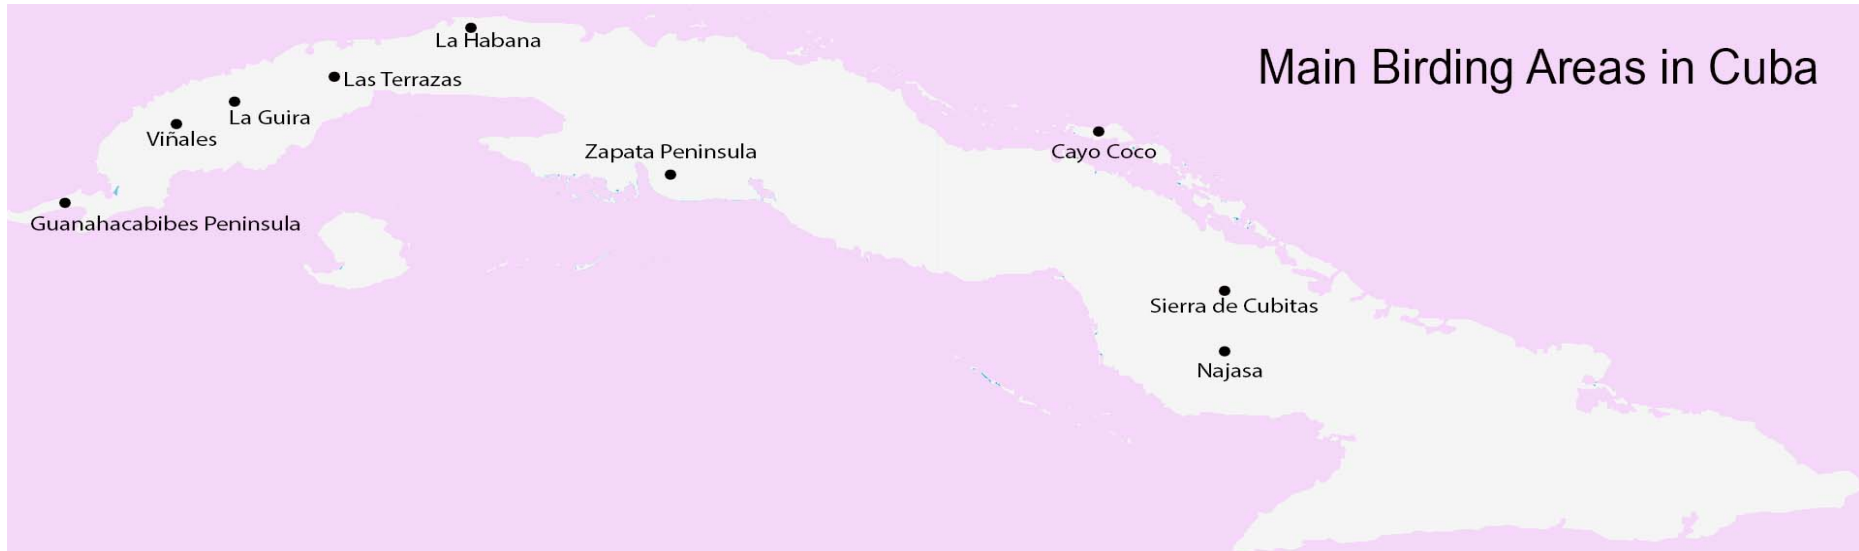 Main Birding Areas in Cuba
La Habana
Las Terrazas
La Guira
Viñales
Zapata Peninsula
Cayo Coco
Guanahacabibes Peninsula
Sierra de Cubitas
Najasa